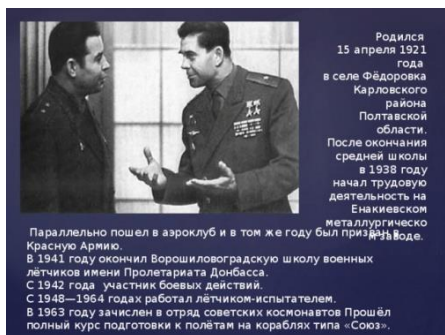 Родился
15 апреля 1921
года
в селе Фёдоровка
Карловского
района
Полтавской
области.
После окончания
средней школы
в 1938 году
начал трудовую
деятельность на
Енакиевском
металлургическо
м заводе.
Параллельно пошел в аэроклуб и в том же году был призван в
Красную Армию.
В 1941 году окончил Ворошиловоградскую школу военных
лётчиков имени Пролетариата Донбасса.
С 1942 года участник боевых действий.
С 1948—1964 годах работал лётчиком-испытателем.
В 1963 году зачислен в отряд советских космонавтов Прошёл
полный курс подготовки к полётам на кораблях типа «Союз».